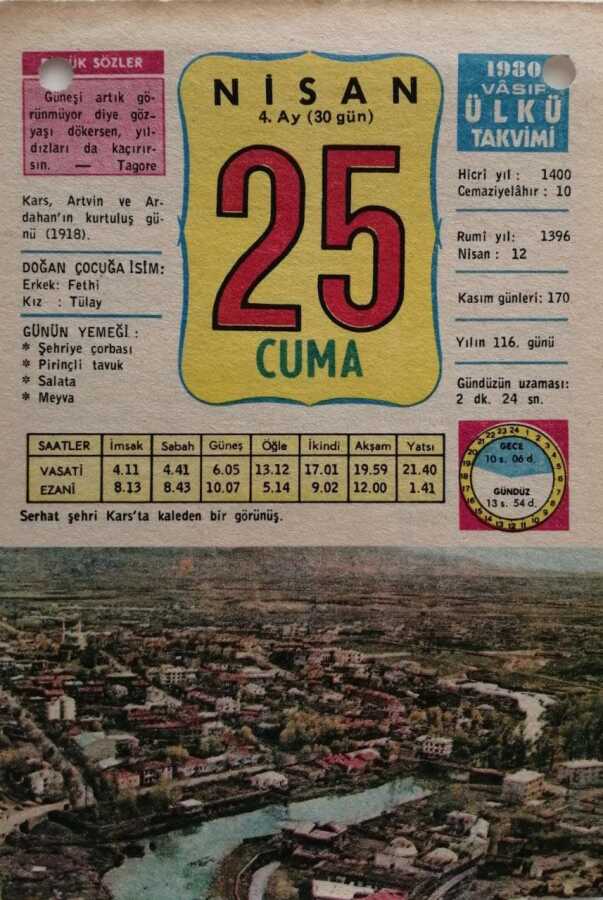 SÖZLER
Güneşi artık gö-
rünmüyor diye göz-
yaşı dökersen, yıl-
dızları da kaçırır-
sın. — Tagore
Kars, Artvin ve Ar-
dahan'ın kurtuluş gü-
nü (1918).
DOĞAN ÇOCUĞA İSİM:
Erkek: Fethi
Kız : Tülay
GÜNÜN YEMEĞİ :
* Şehriye çorbası
* Pirinçli tavuk
* Salata
* Meyva
NİSAN
4. Ay (30 gün)
25
CUMA
1980
VÂSIF
ÜLKÜ
TAKVİMİ
Hicrî yıl : 1400
Cemaziyelâhır : 10
Rumî yıl: 1396
Nisan : 12
Kasım günleri: 170
Yılın 116. günü
Gündüzün uzaması:
2 dk. 24 sn.
SAATLER İmsak Sabah Güneş Öğle İkindi Akşam Yatsı
VASATİ 4.11 4.41 6.05 13.12 17.01 19.59 21.40
EZANİ 8.13 8.43 10.07 5.14 9.02 12.00 1.41
GECE
10 s. 06 d.
GÜNDÜZ
13 s. 54 d.
Serhat şehri Kars'ta kaleden bir görünüş.